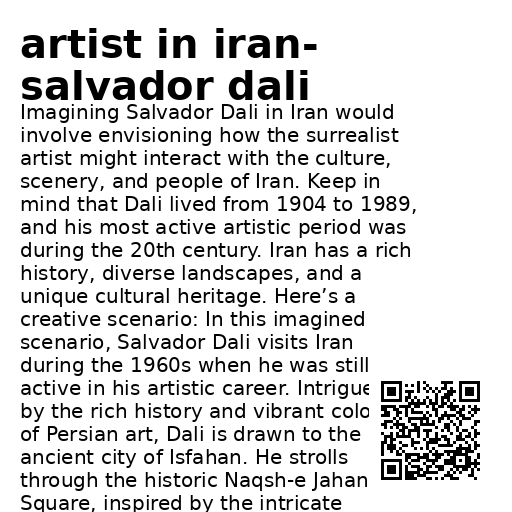 artist in iran-
salvador dali
Imagining Salvador Dali in Iran would
involve envisioning how the surrealist
artist might interact with the culture,
scenery, and people of Iran. Keep in
mind that Dali lived from 1904 to 1989,
and his most active artistic period was
during the 20th century. Iran has a rich
history, diverse landscapes, and a
unique cultural heritage. Here’s a
creative scenario: In this imagined
scenario, Salvador Dali visits Iran
during the 1960s when he was still
active in his artistic career. Intrigue
by the rich history and vibrant colo
of Persian art, Dali is drawn to the
ancient city of Isfahan. He strolls
through the historic Naqsh-e Jahan
Square, inspired by the intricate